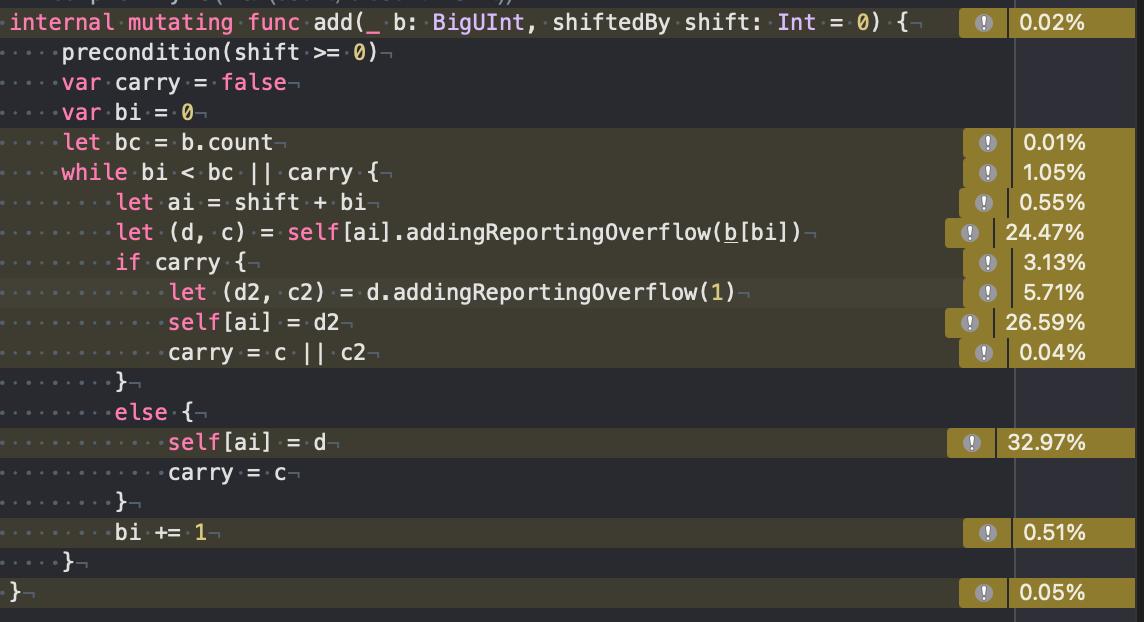 internal mutating func add(_ b: BigUInt, shiftedBy shift: Int = 0) { 0.02%
precondition(shift >= 0)
var carry = false
var bi = 0
let bc = b.count 0.01%
while bi < bc || carry { 1.05%
let ai = shift + bi 0.55%
let (d, c) = self[ai].addingReportingOverflow(b[bi]) 24.47%
if carry { 3.13%
let (d2, c2) = d.addingReportingOverflow(1) 5.71%
self[ai] = d2 26.59%
carry = c || c2 0.04%
}
else {
self[ai] = d 32.97%
carry = c
}
bi += 1 0.51%
}
} 0.05%